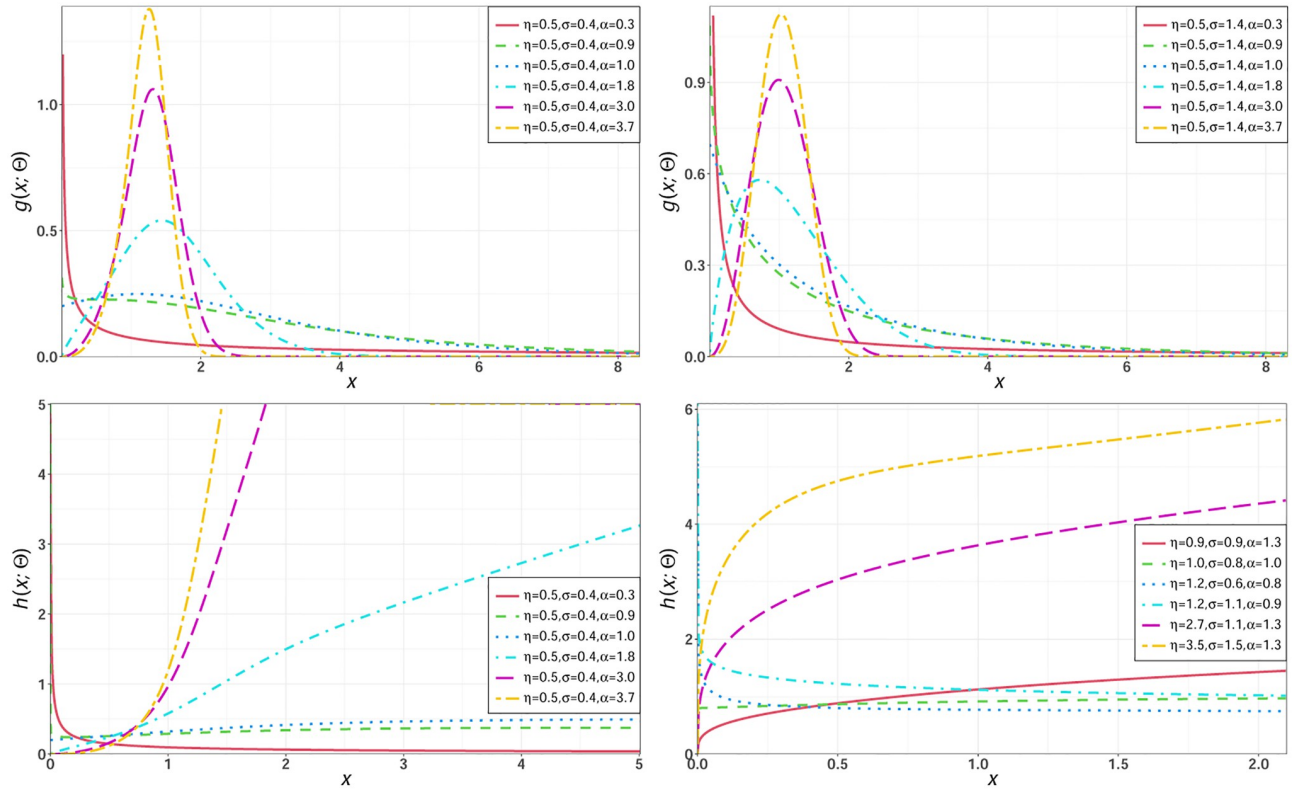 η=0.5,σ=0.4,α=0.3
η=0.5,σ=0.4,α=0.9
η=0.5,σ=0.4,α=1.0
η=0.5,σ=0.4,α=1.8
η=0.5,σ=0.4,α=3.0
η=0.5,σ=0.4,α=3.7
g(x; Θ)
1.0
0.5
0.0
2
4
6
8
x
η=0.5,σ=1.4,α=0.3
η=0.5,σ=1.4,α=0.9
η=0.5,σ=1.4,α=1.0
η=0.5,σ=1.4,α=1.8
η=0.5,σ=1.4,α=3.0
η=0.5,σ=1.4,α=3.7
g(x; Θ)
0.9
0.6
0.3
0.0
2
4
6
8
x
5
4
3
2
1
0
h(x; Θ)
η=0.5,σ=0.4,α=0.3
η=0.5,σ=0.4,α=0.9
η=0.5,σ=0.4,α=1.0
η=0.5,σ=0.4,α=1.8
η=0.5,σ=0.4,α=3.0
η=0.5,σ=0.4,α=3.7
0
1
2
3
4
5
x
6
4
2
0
h(x; Θ)
η=0.9,σ=0.9,α=1.3
η=1.0,σ=0.8,α=1.0
η=1.2,σ=0.6,α=0.8
η=1.2,σ=1.1,α=0.9
η=2.7,σ=1.1,α=1.3
η=3.5,σ=1.5,α=1.3
0.0
0.5
1.0
1.5
2.0
x